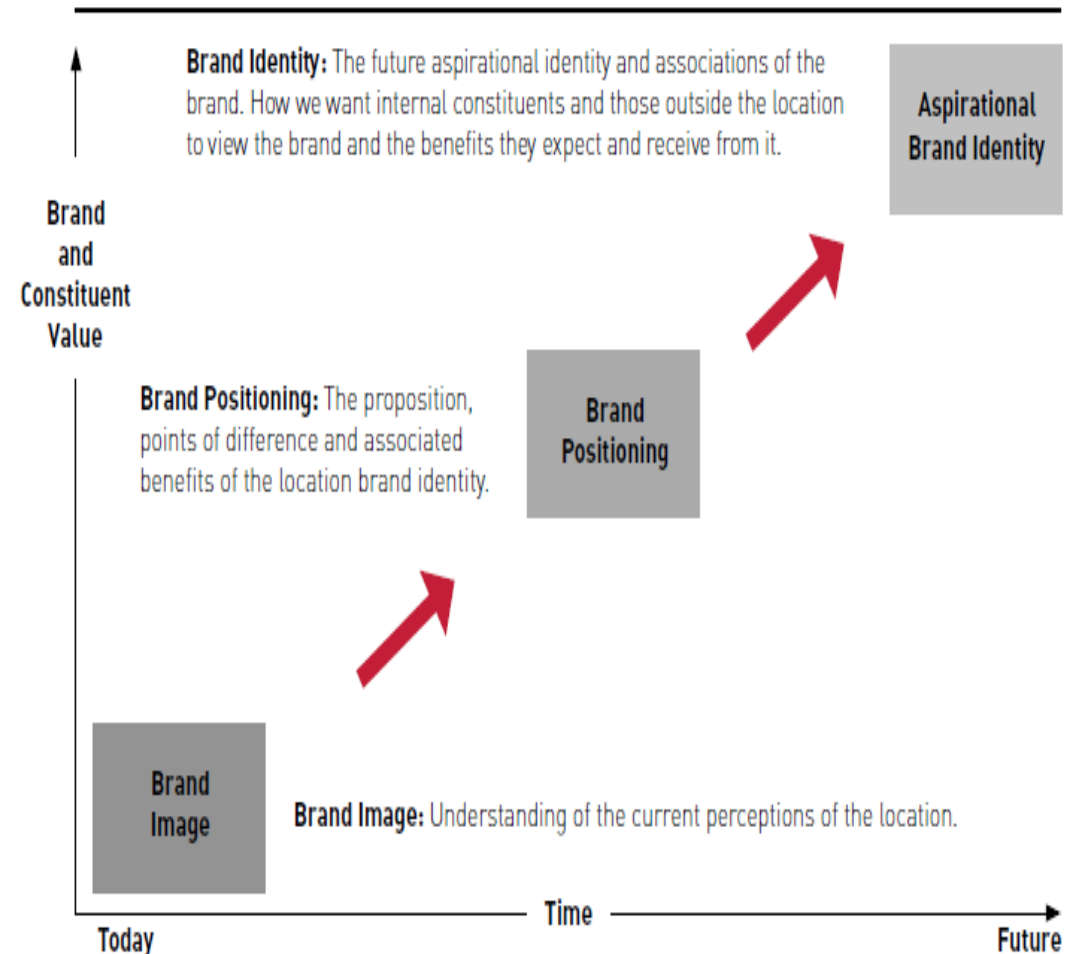 Brand Identity: The future aspirational identity and associations of the
brand. How we want internal constituents and those outside the location
to view the brand and the benefits they expect and receive from it.
Aspirational
Brand Identity
Brand
and
Constituent
Value
Brand Positioning: The proposition,
points of difference and associated
benefits of the location brand identity.
Brand
Positioning
Brand
Image
Brand Image: Understanding of the current perceptions of the location.
Time
Today
Future